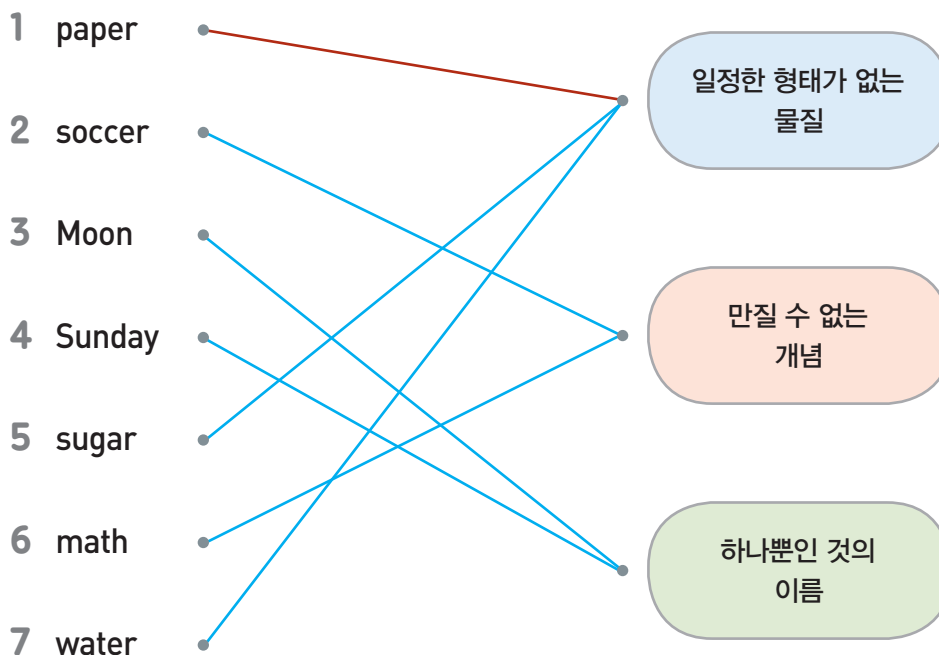 1 paper
2 soccer
3 Moon
4 Sunday
5 sugar
6 math
7 water
일정한 형태가 없는
물질
만질 수 없는
개념
하나뿐인 것의
이름